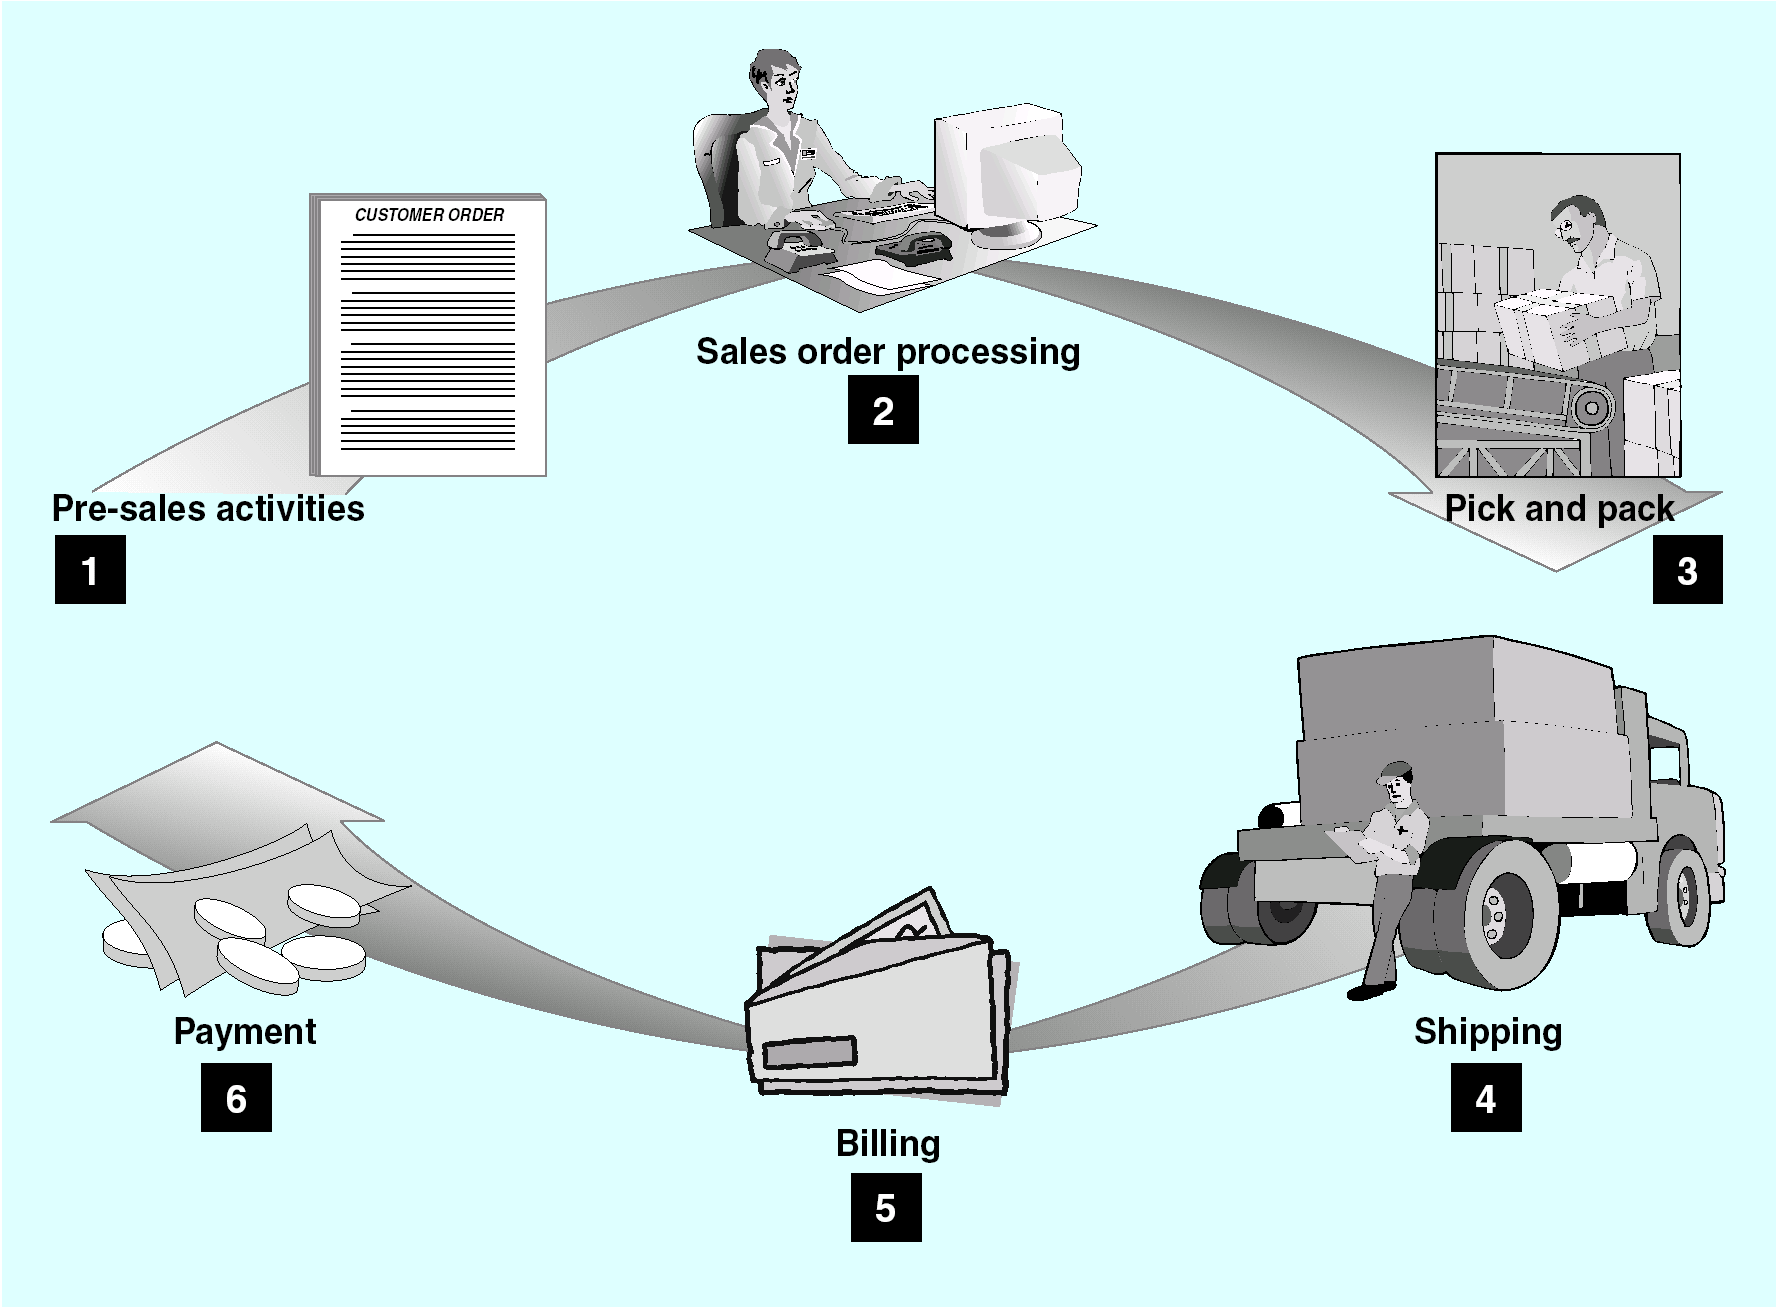 CUSTOMER ORDER
Pre-sales activities
1
Sales order processing
2
Pick and pack
3
Shipping
4
Billing
5
Payment
6